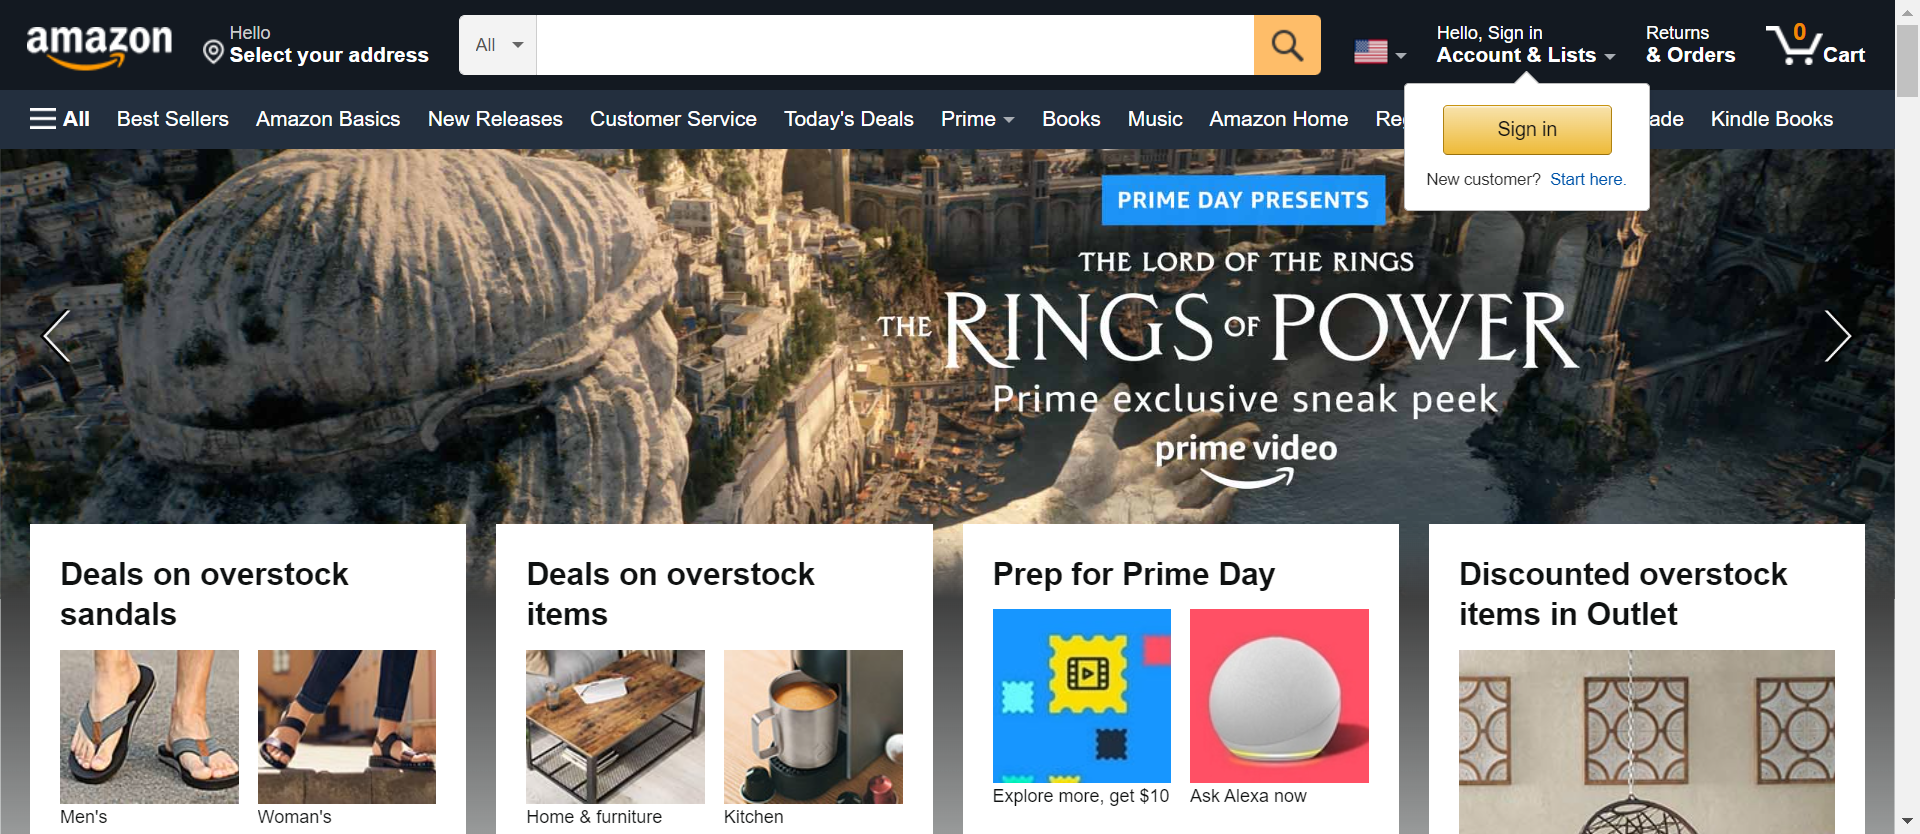 amazon
Hello
Select your address
All
Hello, Sign in
Account & Lists
Returns
& Orders
0
Cart
All
Best Sellers
Amazon Basics
New Releases
Customer Service
Today's Deals
Prime
Books
Music
Amazon Home
Kindle Books
Sign in
New customer? Start here.
PRIME DAY PRESENTS
THE LORD OF THE RINGS
THE RINGS OF POWER
Prime exclusive sneak peek
prime video
Deals on overstock
sandals
Men's
Woman's
Deals on overstock
items
Home & furniture
Kitchen
Prep for Prime Day
Explore more, get $10
Ask Alexa now
Discounted overstock
items in Outlet